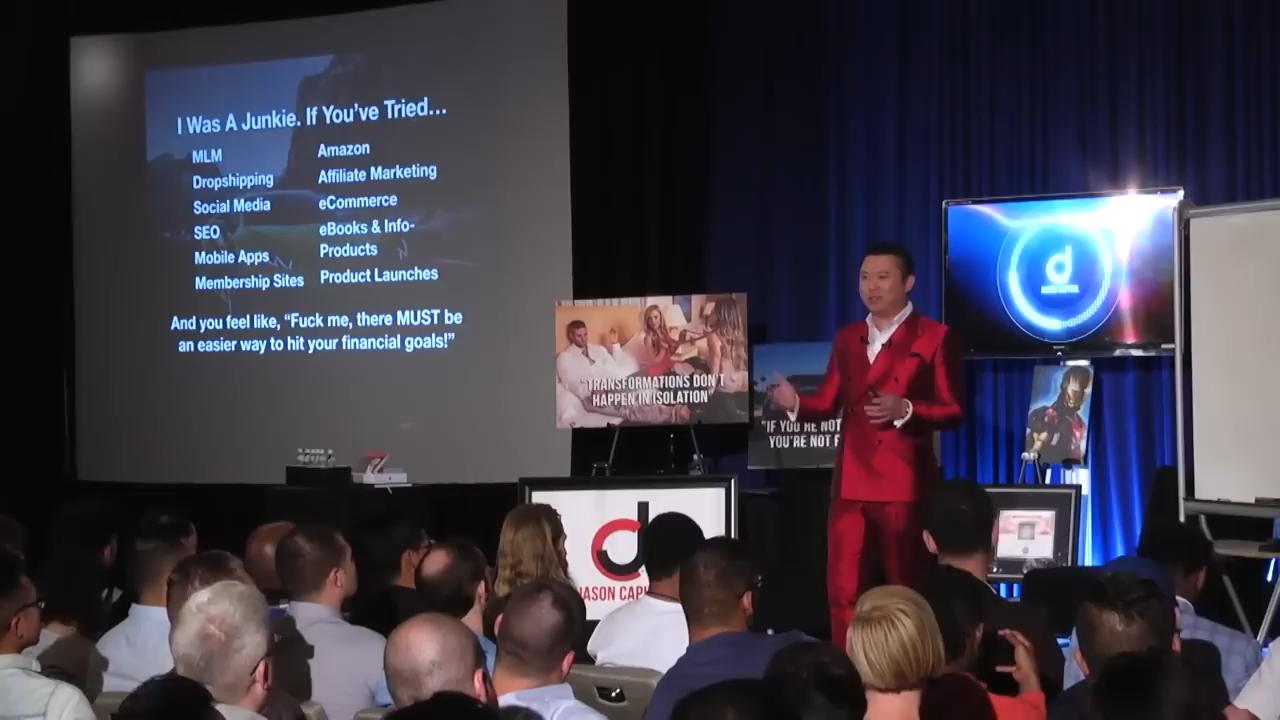 I Was A Junkie. If You've Tried...
MLM
Dropshipping
Social Media
SEO
Mobile Apps
Membership Sites
Amazon
Affiliate Marketing
eCommerce
eBooks & Info-
Products
Product Launches
And you feel like, “Fuck me, there MUST be
an easier way to hit your financial goals!”
"TRANSFORMATIONS DON'T
HAPPEN IN ISOLATION"
"IF YOU'RE NOT
YOU'RE NOT
JASON CAPITAL
JASON CAPI